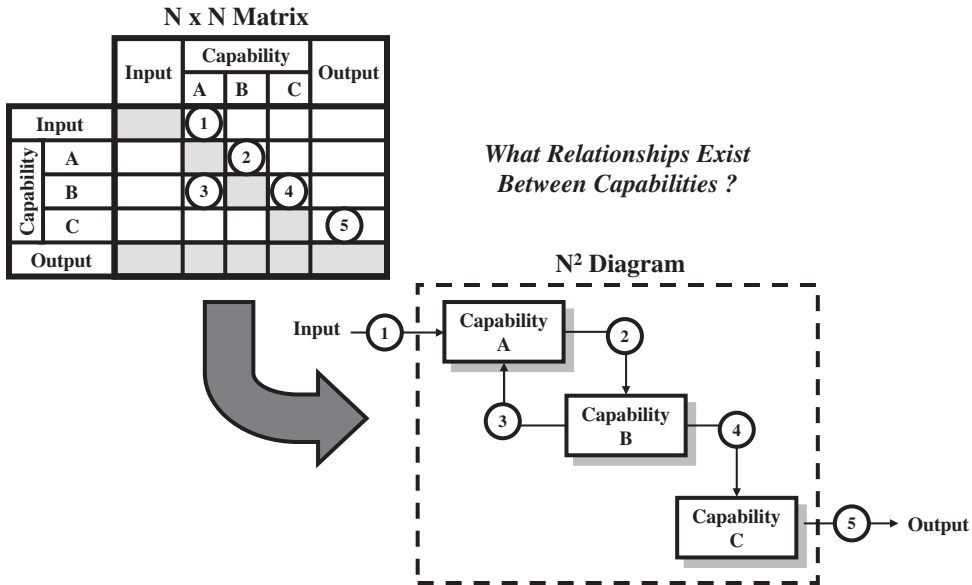 N x N Matrix
Input
Capability
Output
A B C
Input
1
A
2
Capability
B
3
4
C
5
Output
What Relationships Exist
Between Capabilities ?
N² Diagram
Input
1
Capability
A
2
3
Capability
B
4
Capability
C
5
Output